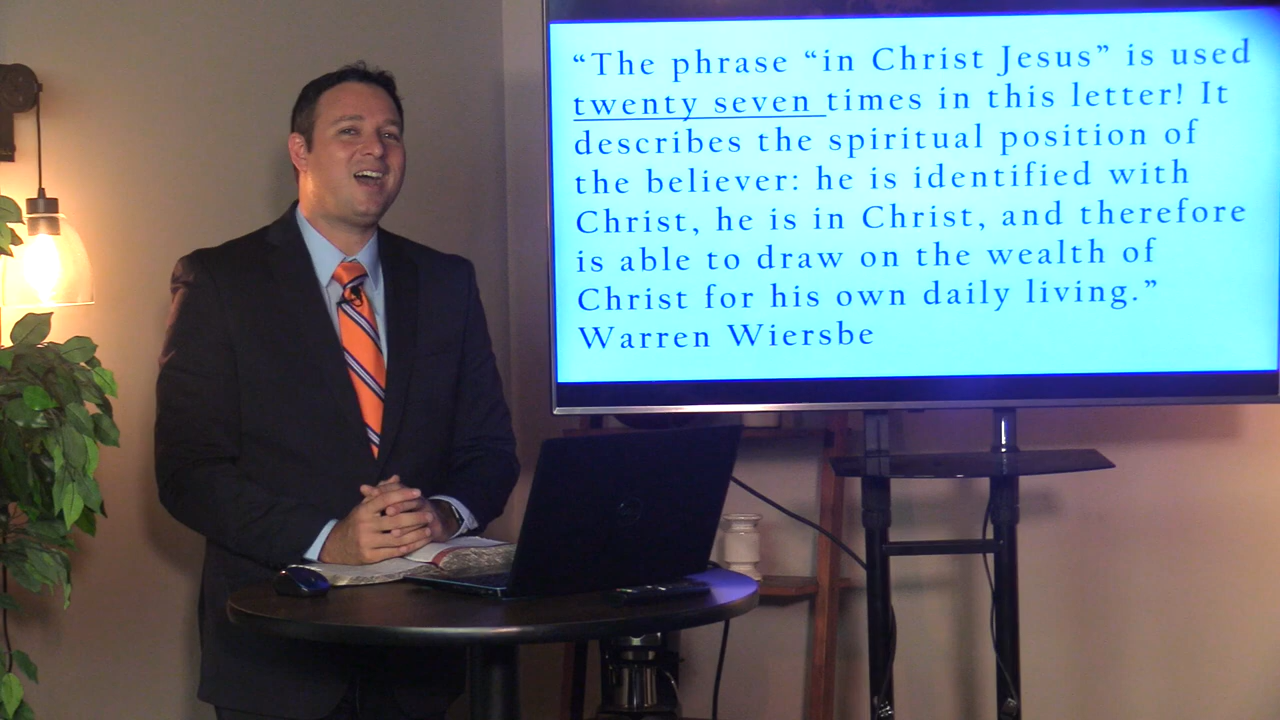 “The phrase “in Christ Jesus” is used
twenty seven times in this letter! It
describes the spiritual position of
the believer: he is identified with
Christ, he is in Christ, and therefore
is able to draw on the wealth of
Christ for his own daily living.”
Warren Wiersbe